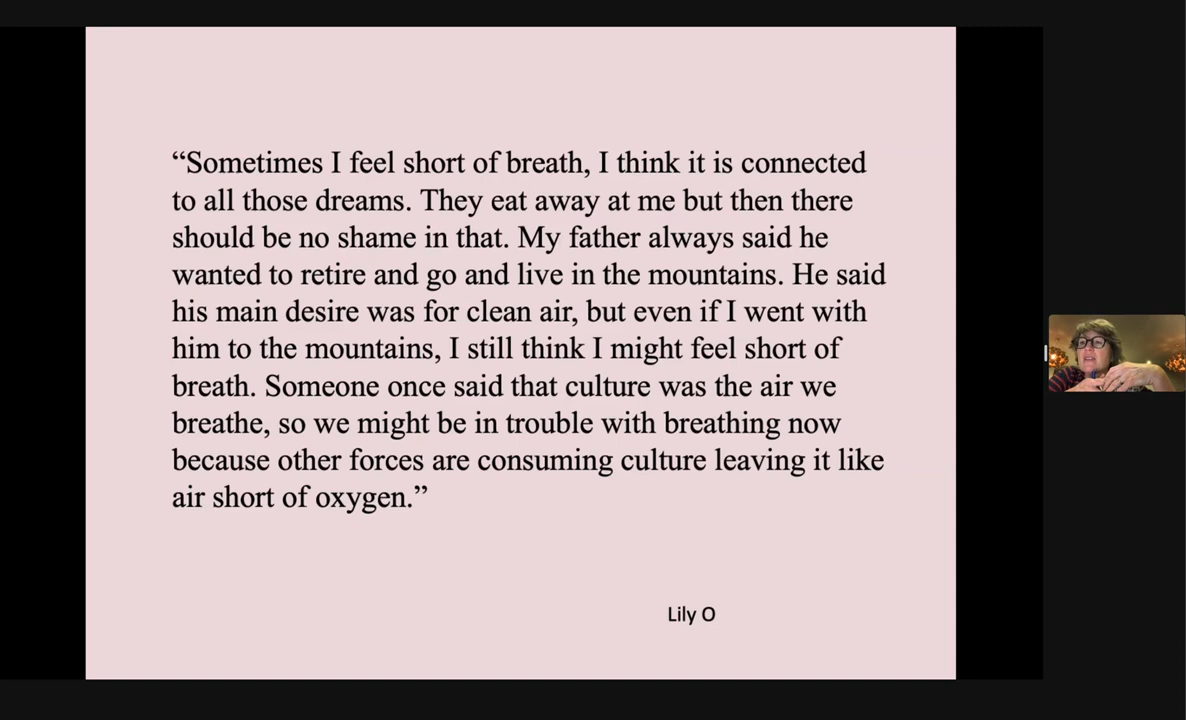 “Sometimes I feel short of breath, I think it is connected
to all those dreams. They eat away at me but then there
should be no shame in that. My father always said he
wanted to retire and go and live in the mountains. He said
his main desire was for clean air, but even if I went with
him to the mountains, I still think I might feel short of
breath. Someone once said that culture was the air we
breathe, so we might be in trouble with breathing now
because other forces are consuming culture leaving it like
air short of oxygen.”
Lily O